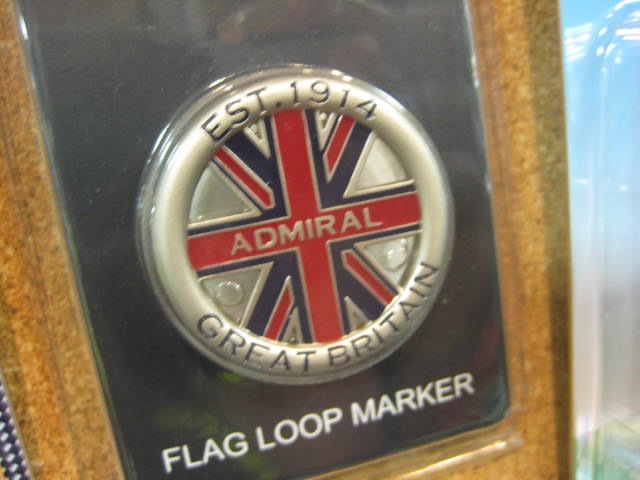 EST. 1914
ADMIRAL
GREAT BRITAIN
FLAG LOOP MARKER